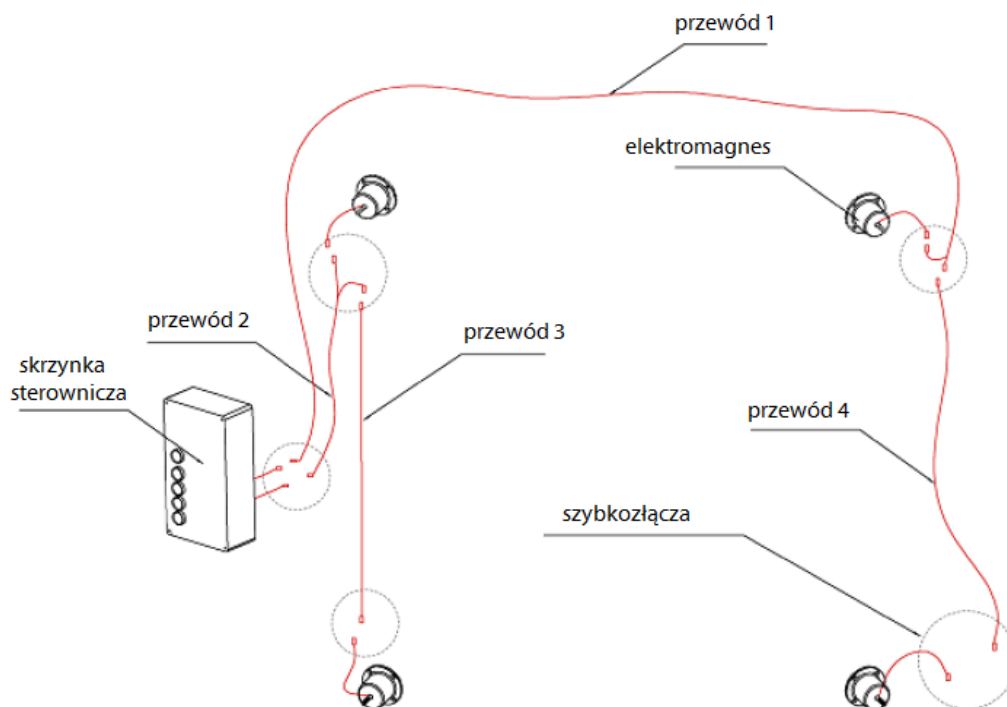 przewód 1
elektromagnes
przewód 2
przewód 3
skrzynka
sterownicza
przewód 4
szybkozłącza